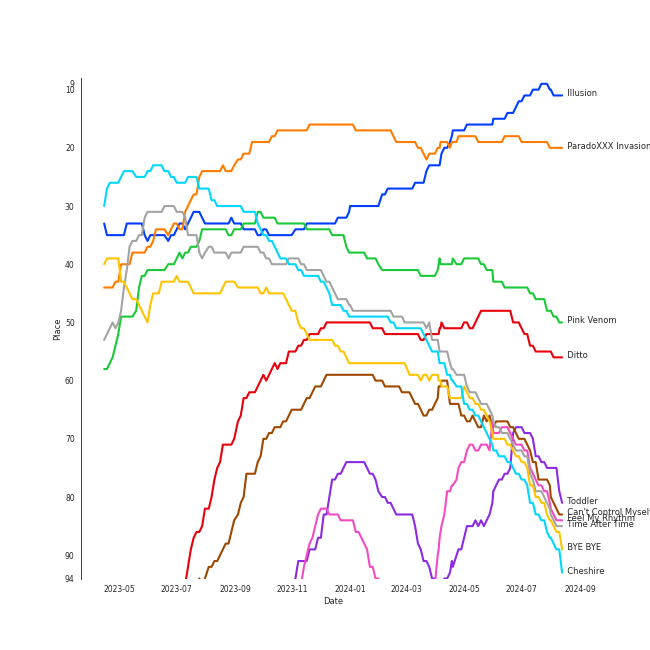 9
10
20
30
40
50
60
70
80
90
94
Place
Illusion
ParadoXXX Invasion
Pink Venom
Ditto
Toddler
Can't Control Myself
Feel My Rhythm
Time After Time
BYE BYE
Cheshire
2023-05
2023-07
2023-09
2023-11
2024-01
2024-03
2024-05
2024-07
2024-09
Date